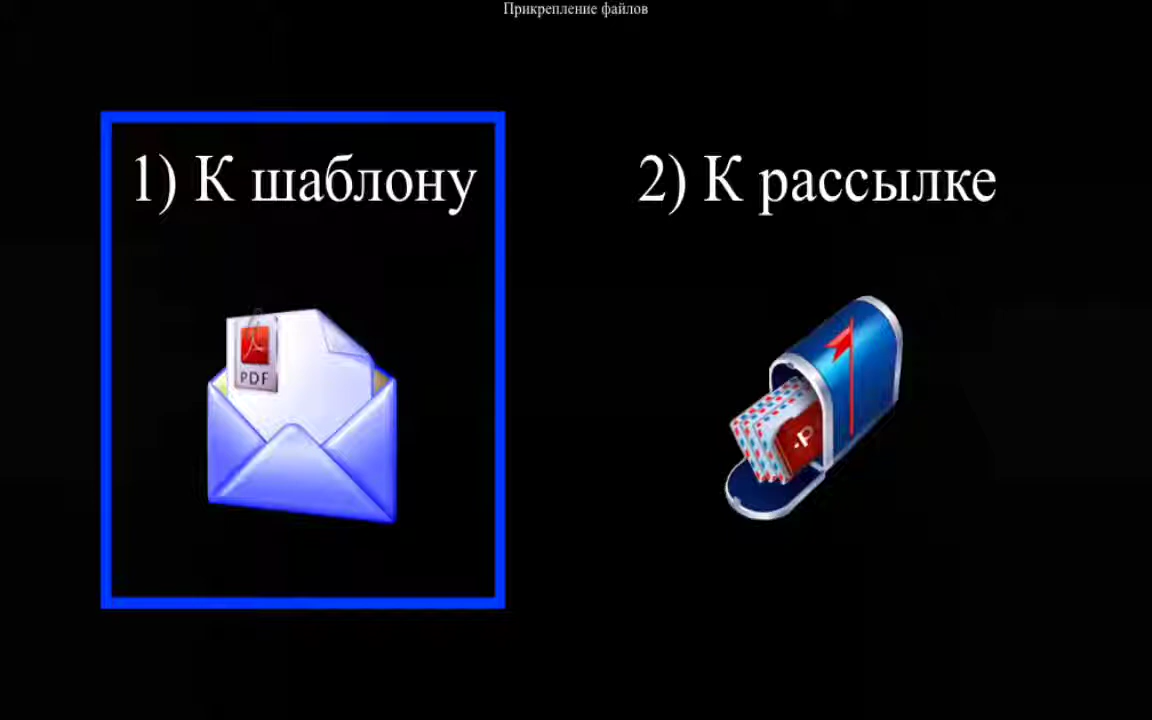 Прикрепление файлов
1) К шаблону
2) К рассылке
PDF